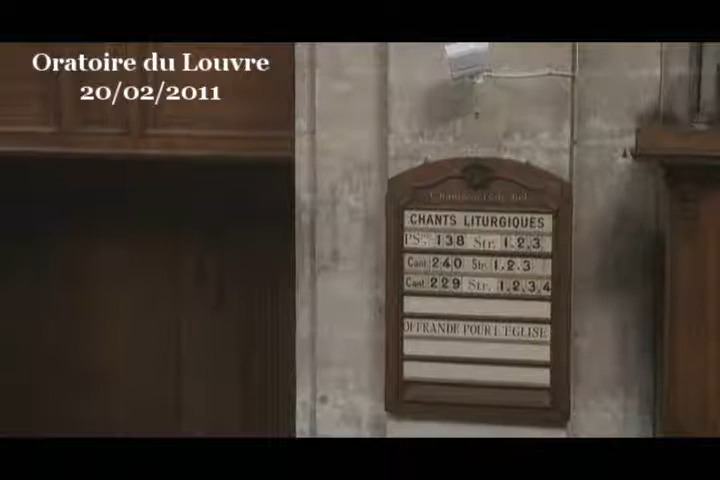 Oratoire du Louvre
20/02/2011
CHANTS LITURGIQUES
PS. 138 Str. 1.2.3
Cant. 240 Str. 1.2.3
Cant. 229 Str. 1.2.3.4
OFFRANDE POUR L'EGLISE